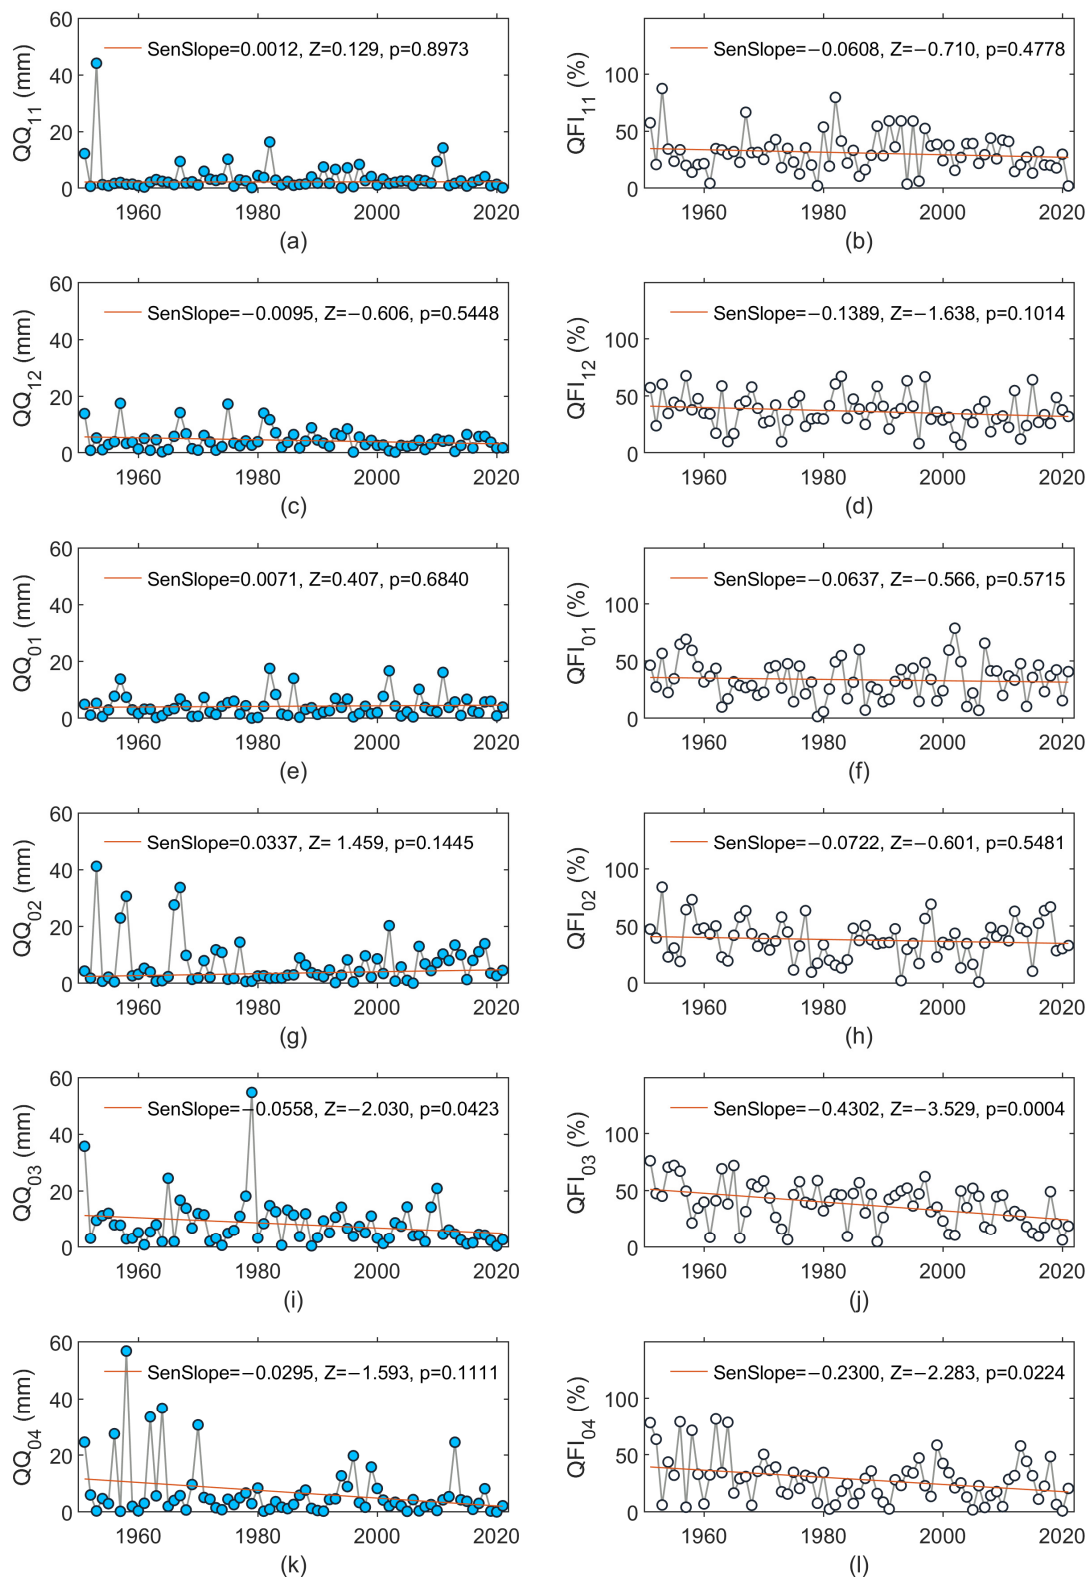 60
40
20
0
QQ11 (mm)
SenSlope=0.0012, Z=0.129, p=0.8973
1960 1980 2000 2020
(a)
100
50
0
QFI11 (%)
SenSlope=−0.0608, Z=−0.710, p=0.4778
1960 1980 2000 2020
(b)
60
40
20
0
QQ12 (mm)
SenSlope=−0.0095, Z=−0.606, p=0.5448
1960 1980 2000 2020
(c)
100
50
0
QFI12 (%)
SenSlope=−0.1389, Z=−1.638, p=0.1014
1960 1980 2000 2020
(d)
60
40
20
0
QQ01 (mm)
SenSlope=0.0071, Z=0.407, p=0.6840
1960 1980 2000 2020
(e)
100
50
0
QFI01 (%)
SenSlope=−0.0637, Z=−0.566, p=0.5715
1960 1980 2000 2020
(f)
60
40
20
0
QQ02 (mm)
SenSlope=0.0337, Z= 1.459, p=0.1445
1960 1980 2000 2020
(g)
100
50
0
QFI02 (%)
SenSlope=−0.0722, Z=−0.601, p=0.5481
1960 1980 2000 2020
(h)
60
40
20
0
QQ03 (mm)
SenSlope=−0.0558, Z=−2.030, p=0.0423
1960 1980 2000 2020
(i)
100
50
0
QFI03 (%)
SenSlope=−0.4302, Z=−3.529, p=0.0004
1960 1980 2000 2020
(j)
60
40
20
0
QQ04 (mm)
SenSlope=−0.0295, Z=−1.593, p=0.1111
1960 1980 2000 2020
(k)
100
50
0
QFI04 (%)
SenSlope=−0.2300, Z=−2.283, p=0.0224
1960 1980 2000 2020
(l)